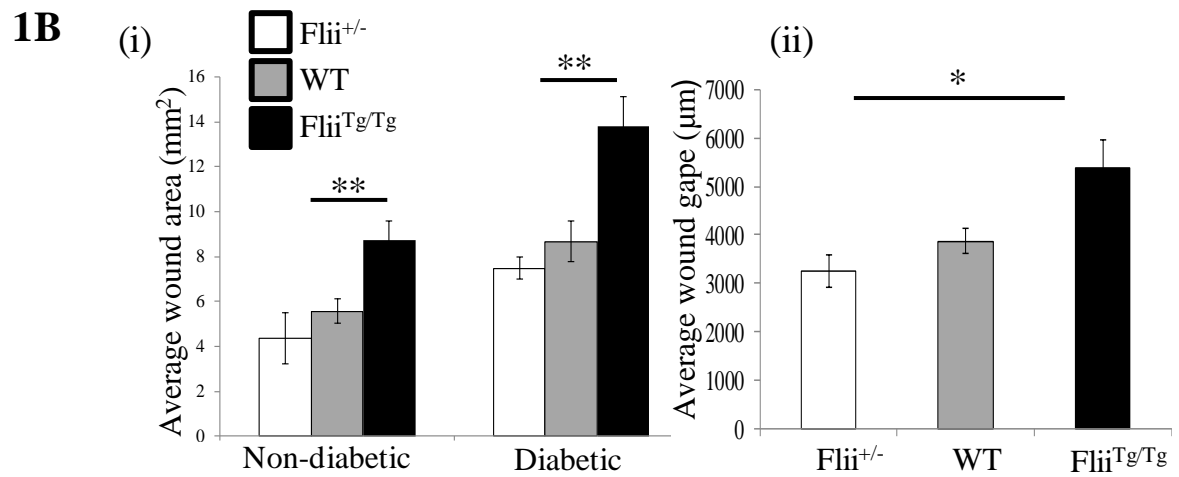 1B
(i)
Flii+/-
WT
FliiTg/Tg
Average wound area (mm2)
16
14
12
10
8
6
4
2
0
**
**
Non-diabetic
Diabetic
(ii)
Average wound gape (µm)
7000
6000
5000
4000
3000
2000
1000
0
*
Flii+/-
WT
FliiTg/Tg